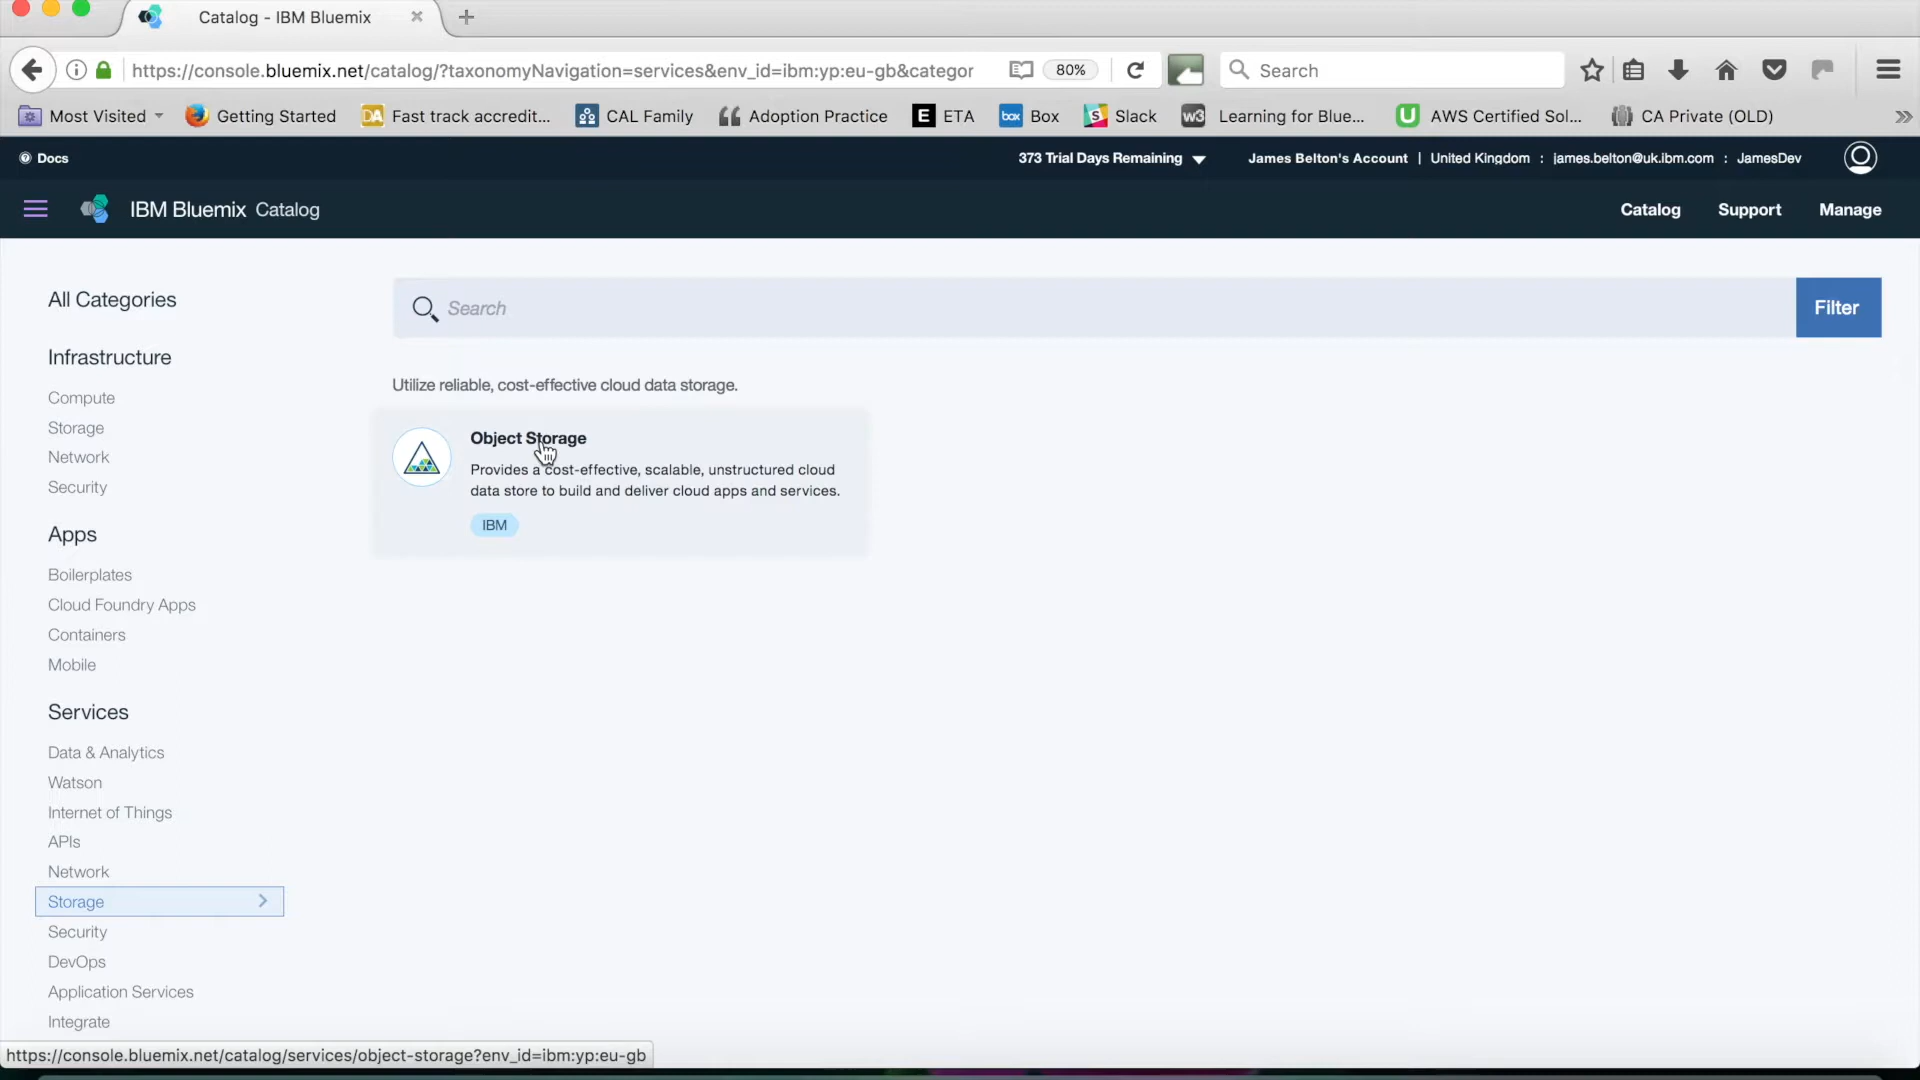 Catalog - IBM Bluemix
https://console.bluemix.net/catalog/?taxonomyNavigation=services&env_id=ibm:yp:eu-gb&categor
80%
Search
Most Visited
Getting Started
DA
Fast track accredit...
CAL Family
Adoption Practice
E
ETA
box
Box
S
Slack
w3
Learning for Blue...
U
AWS Certified Sol...
CA Private (OLD)
Docs
373 Trial Days Remaining
James Belton's Account | United Kingdom : james.belton@uk.ibm.com : JamesDev
IBM Bluemix Catalog
Catalog
Support
Manage
All Categories
Infrastructure
Compute
Storage
Network
Security
Apps
Boilerplates
Cloud Foundry Apps
Containers
Mobile
Services
Data & Analytics
Watson
Internet of Things
APIs
Network
Storage
Security
DevOps
Application Services
Integrate
Search
Filter
Utilize reliable, cost-effective cloud data storage.
Object Storage
Provides a cost-effective, scalable, unstructured cloud
data store to build and deliver cloud apps and services.
IBM
https://console.bluemix.net/catalog/services/object-storage?env_id=ibm:yp:eu-gb